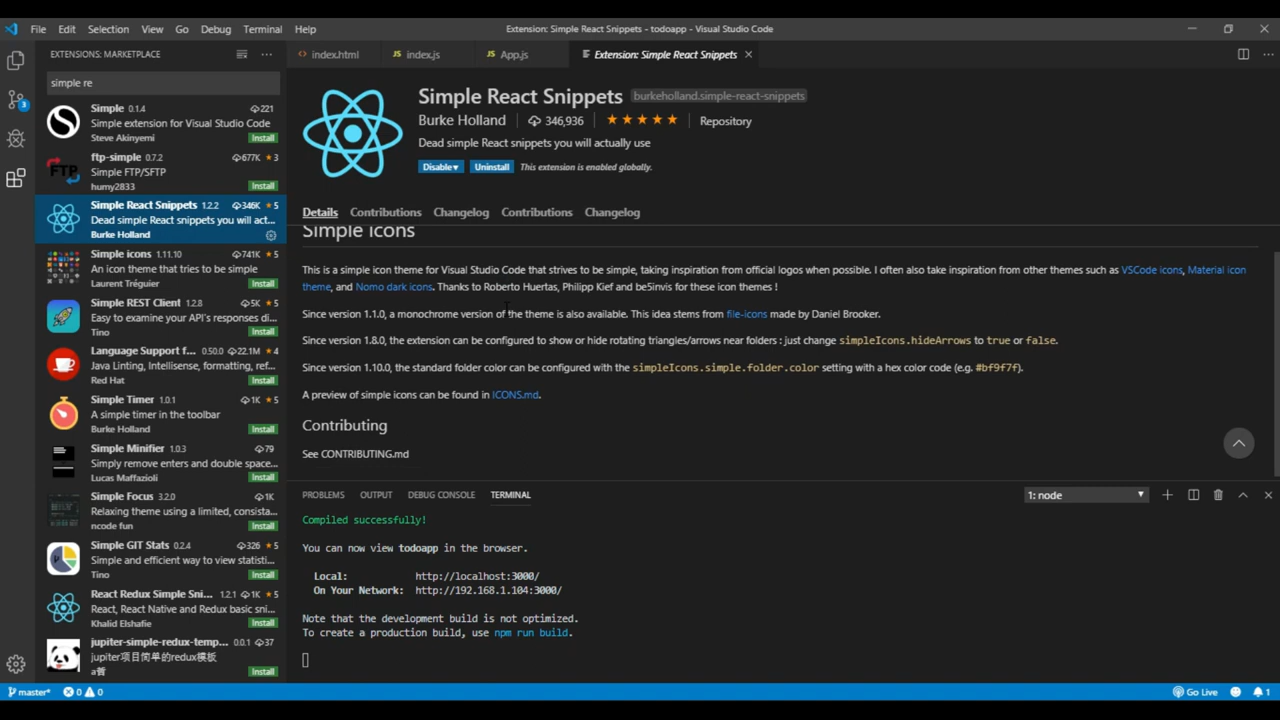 File Edit Selection View Go Debug Terminal Help
Extension: Simple React Snippets - todoapp - Visual Studio Code
EXTENSIONS: MARKETPLACE
index.html
index.js
App.js
Extension: Simple React Snippets
3
simple re
Simple 0.1.4 221
Simple extension for Visual Studio Code
Steve Akinyemi Install
ftp-simple 0.7.2 677K 3
Simple FTP/SFTP
humy2833 Install
Simple React Snippets 1.2.2 346K 5
Dead simple React snippets you will act...
Burke Holland
Simple icons 1.11.10 741K 5
An icon theme that tries to be simple
Laurent Tréguier Install
Simple REST Client 1.2.8 5K 5
Easy to examine your API's responses di...
Tino Install
Language Support f... 0.50.0 22.1M 4
Java Linting, Intellisense, formatting, ref...
Red Hat Install
Simple Timer 1.0.1 1K 5
A simple timer in the toolbar
Burke Holland Install
Simple Minifier 1.0.3 79
Simply remove enters and double space...
Lucas Maffazioli Install
Simple Focus 3.2.0 1K
Relaxing theme using a limited, consista...
ncode fun Install
Simple GIT Stats 0.2.4 326 5
Simple and efficient way to view statisti...
Tino Install
React Redux Simple Sni... 1.2.1 1K 5
React, React Native and Redux basic sni...
Khalid Elshafie Install
jupiter-simple-redux-temp... 0.0.1 37
jupiter项目简单的redux模板
a酱 Install
Simple React Snippets burkeholland.simple-react-snippets
Burke Holland 346,936 Repository
Dead simple React snippets you will actually use
Disable Uninstall This extension is enabled globally.
Details Contributions Changelog Contributions Changelog
Simple icons
This is a simple icon theme for Visual Studio Code that strives to be simple, taking inspiration from official logos when possible. I often also take inspiration from other themes such as VSCode icons, Material icon
theme, and Nomo dark icons. Thanks to Roberto Huertas, Philipp Kief and be5invis for these icon themes !
Since version 1.1.0, a monochrome version of the theme is also available. This idea stems from file-icons made by Daniel Brooker.
Since version 1.8.0, the extension can be configured to show or hide rotating triangles/arrows near folders : just change simpleIcons.hideArrows to true or false.
Since version 1.10.0, the standard folder color can be configured with the simpleIcons.simple.folder.color setting with a hex color code (e.g. #bf9f7f).
A preview of simple icons can be found in ICONS.md.
Contributing
See CONTRIBUTING.md
PROBLEMS OUTPUT DEBUG CONSOLE TERMINAL 1: node
Compiled successfully!
You can now view todoapp in the browser.
Local: http://localhost:3000/
On Your Network: http://192.168.1.104:3000/
Note that the development build is not optimized.
To create a production build, use npm run build.
master* 0 0 Go Live 1